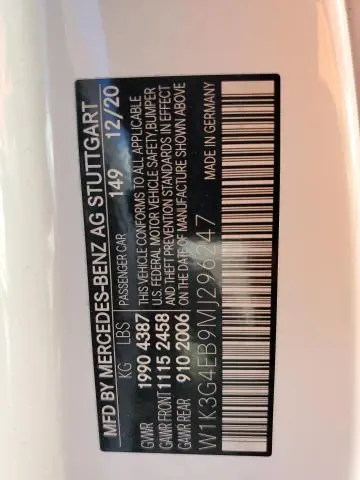 MFD BY MERCEDES-BENZ AG STUTTGART
KG LBS PASSENGER CAR 149 12/20
GVWR 1990 4387 THIS VEHICLE CONFORMS TO ALL APPLICABLE
U.S. FEDERAL MOTOR VEHICLE SAFETY,BUMPER
GAWR FRONT 1115 2458 AND THEFT PREVENTION STANDARDS IN EFFECT
GAWR REAR 910 2006 ON THE DATE OF MANUFACTURE SHOWN ABOVE
W1K3G4EB9MJ296247 MADE IN GERMANY